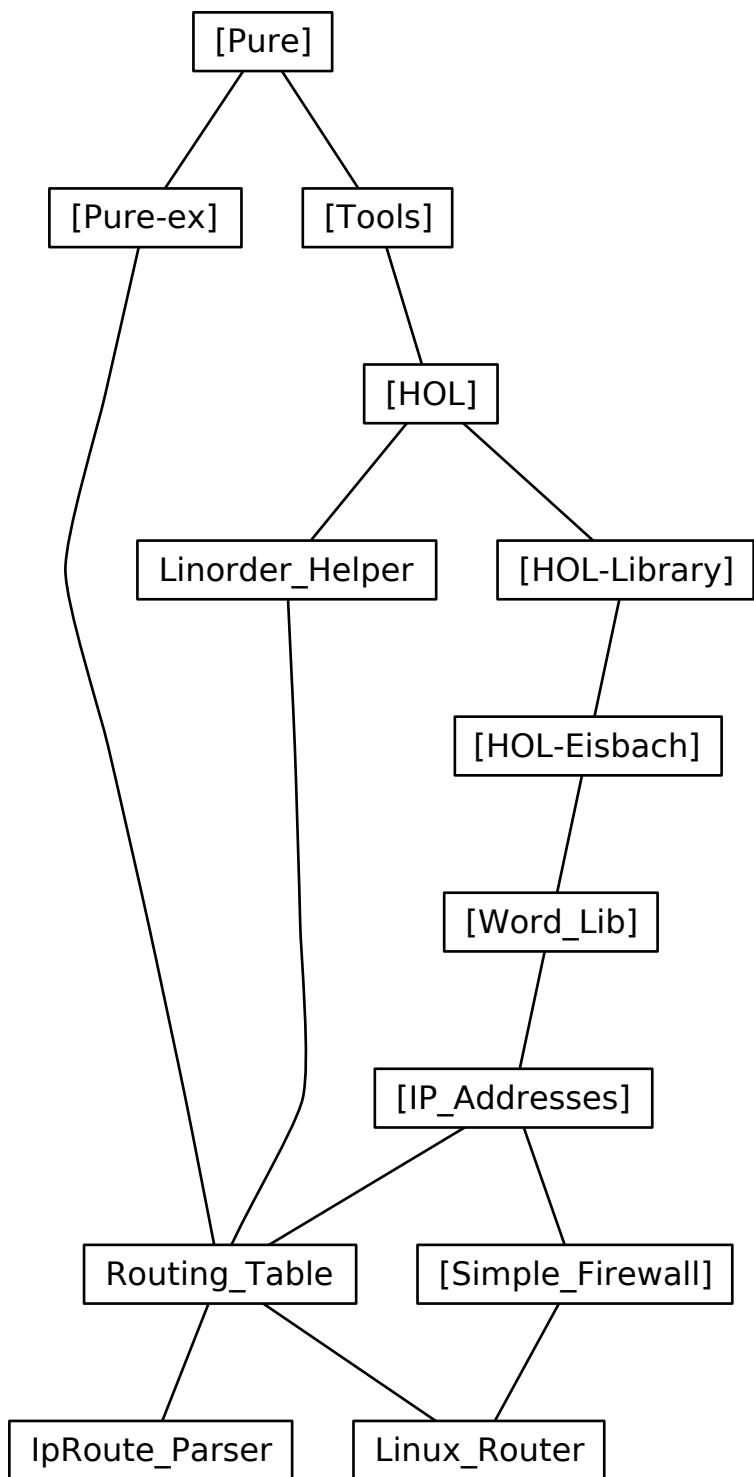 [Pure]
[Pure-ex]
[Tools]
[HOL]
Linorder_Helper
[HOL-Library]
[HOL-Eisbach]
[Word_Lib]
[IP_Addresses]
Routing_Table
[Simple_Firewall]
IpRoute_Parser
Linux_Router